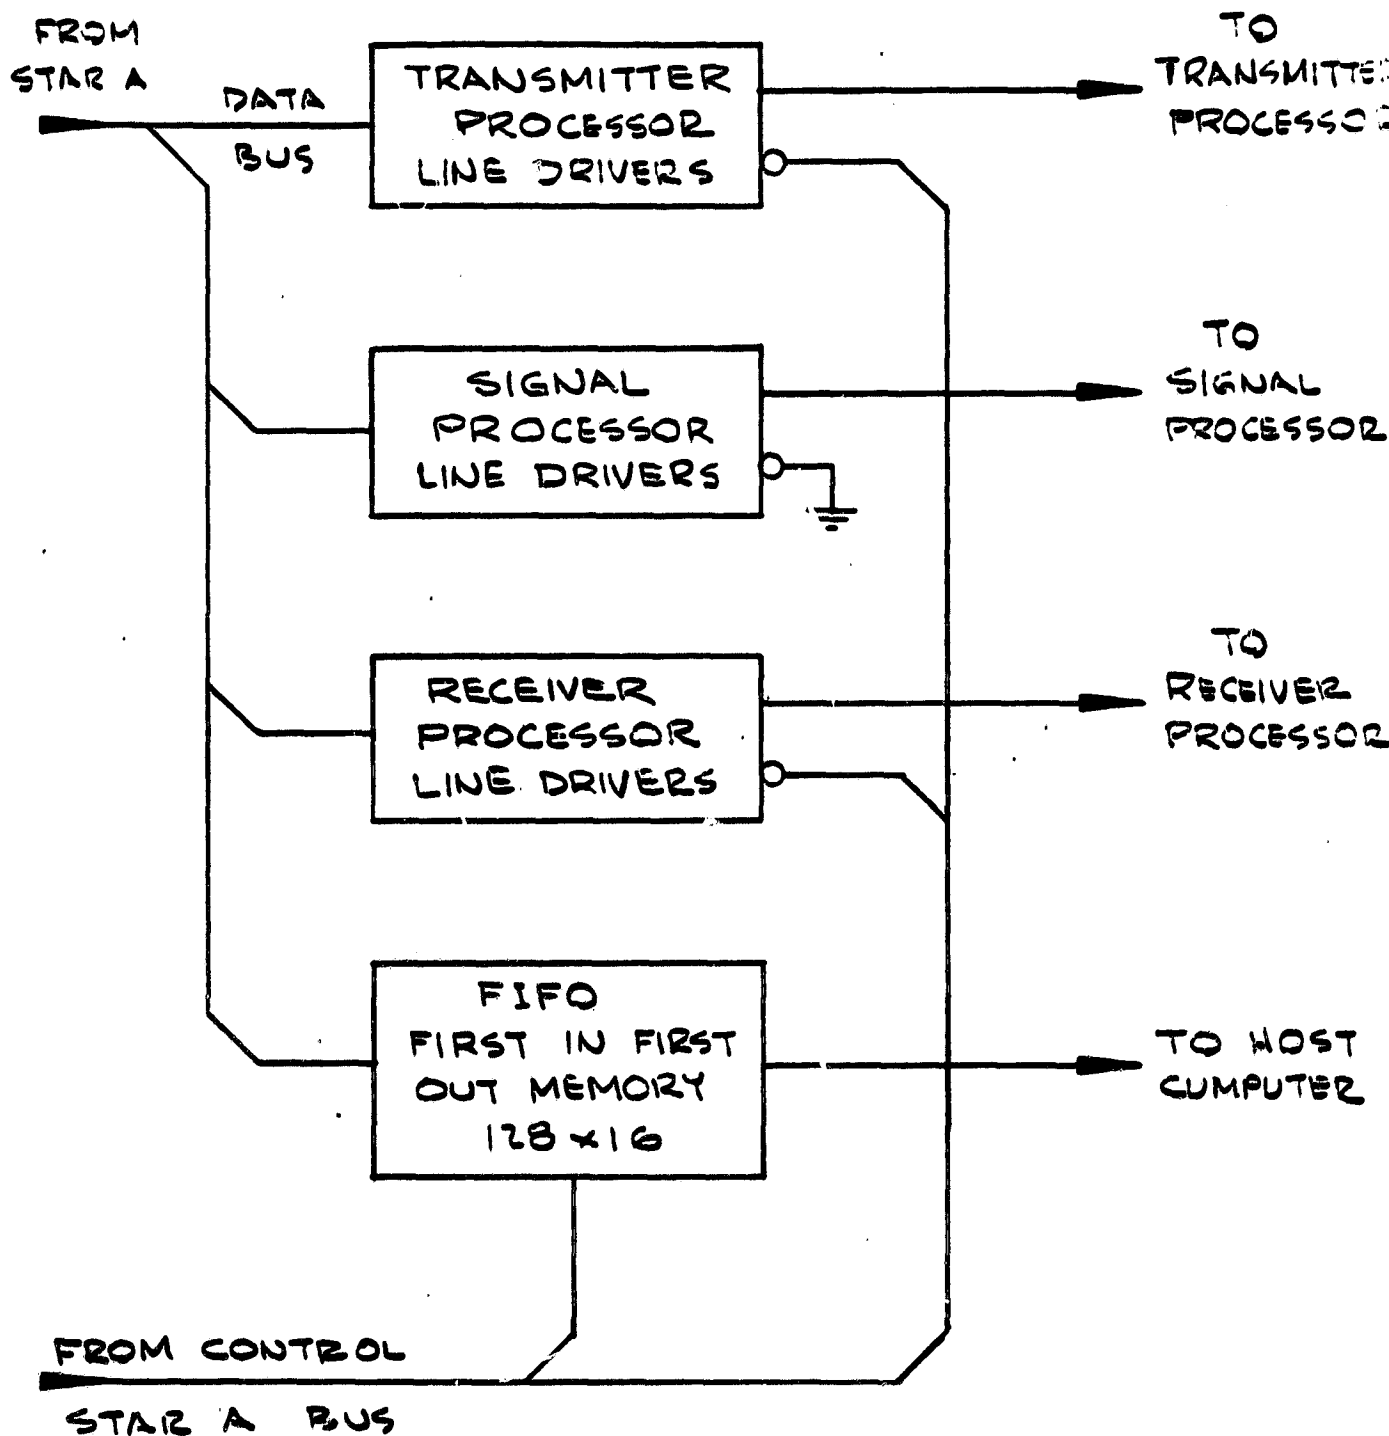 FROM
STAR A
DATA
BUS
TRANSMITTER
PROCESSOR
LINE DRIVERS
TO
TRANSMITTE
PROCESSO
SIGNAL
PROCESSOR
LINE DRIVERS
TO
SIGNAL
PROCESSOR
RECEIVER
PROCESSOR
LINE DRIVERS
TO
RECEIVER
PROCESSOR
FIFO
FIRST IN FIRST
OUT MEMORY
128 x 16
TO HOST
CUMPUTER
FROM CONTROL
STAR A BUS